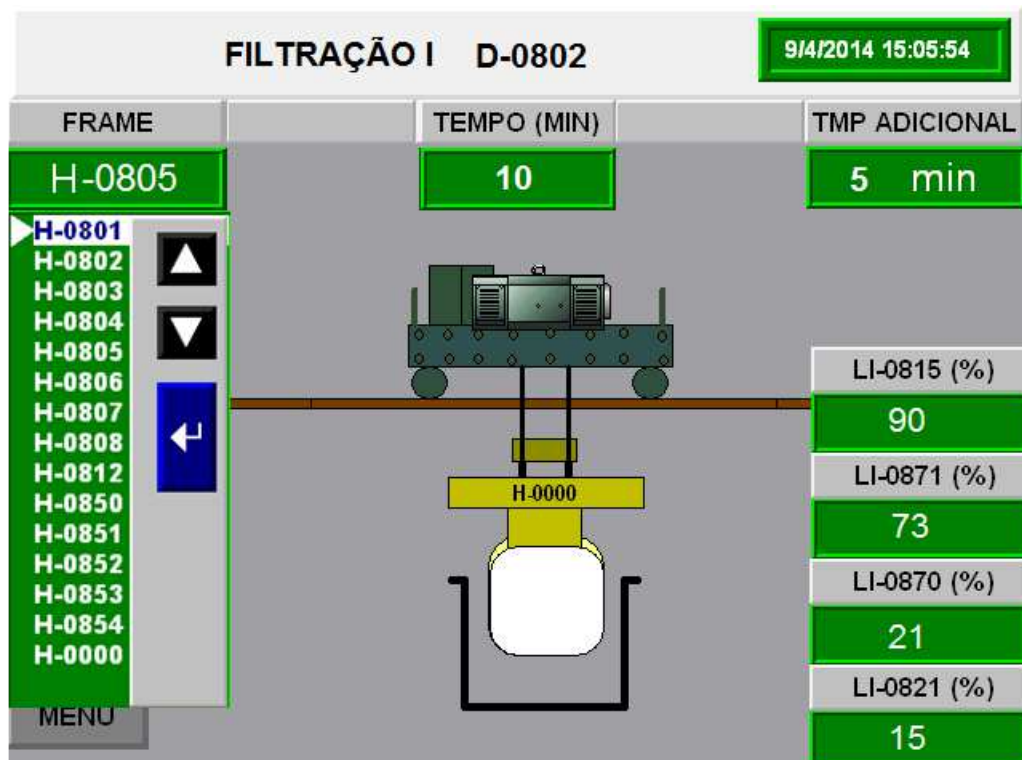 FILTRAÇÃO I D-0802
9/4/2014 15:05:54
FRAME
TEMPO (MIN)
TMP ADICIONAL
H-0805
10
5 min
H-0801
H-0802
H-0803
H-0804
H-0805
H-0806
H-0807
H-0808
H-0812
H-0850
H-0851
H-0852
H-0853
H-0854
H-0000
MENU
H-0000
LI-0815 (%)
90
LI-0871 (%)
73
LI-0870 (%)
21
LI-0821 (%)
15